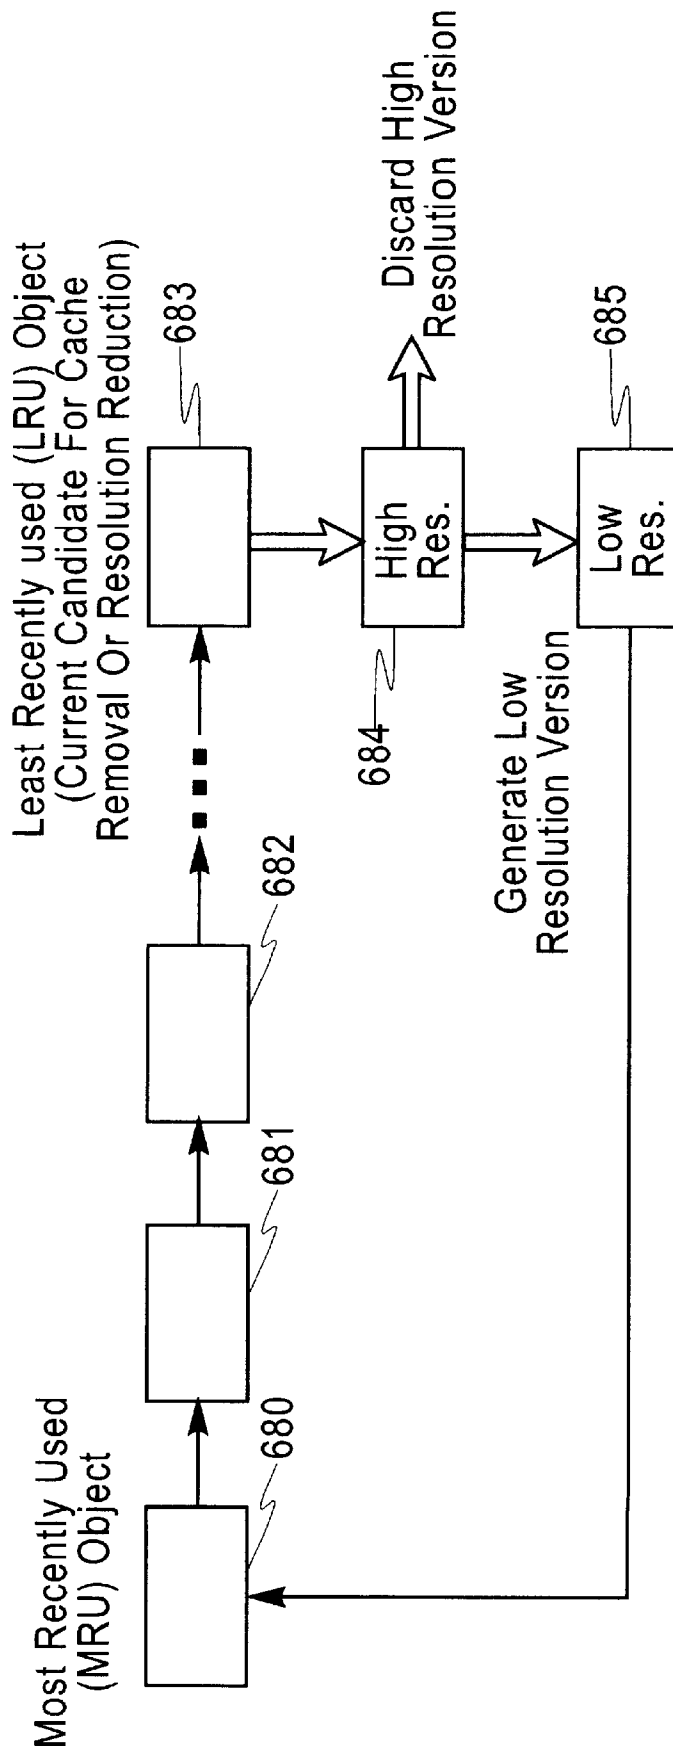 Most Recently Used
(MRU) Object
680
681
682
Least Recently used (LRU) Object
(Current Candidate For Cache
Removal Or Resolution Reduction)
683
684
High
Res.
Discard High
Resolution Version
Generate Low
Resolution Version
Low
Res.
685